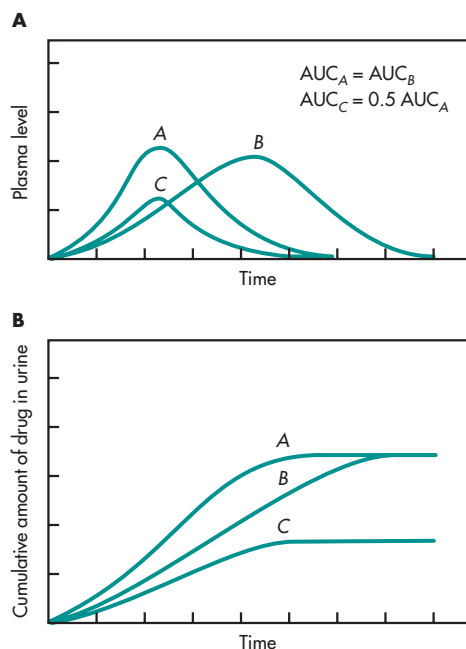 A
AUC_A = AUC_B
AUC_C = 0.5 AUC_A
Plasma level
A
B
C
Time
B
Cumulative amount of drug in urine
A
B
C
Time